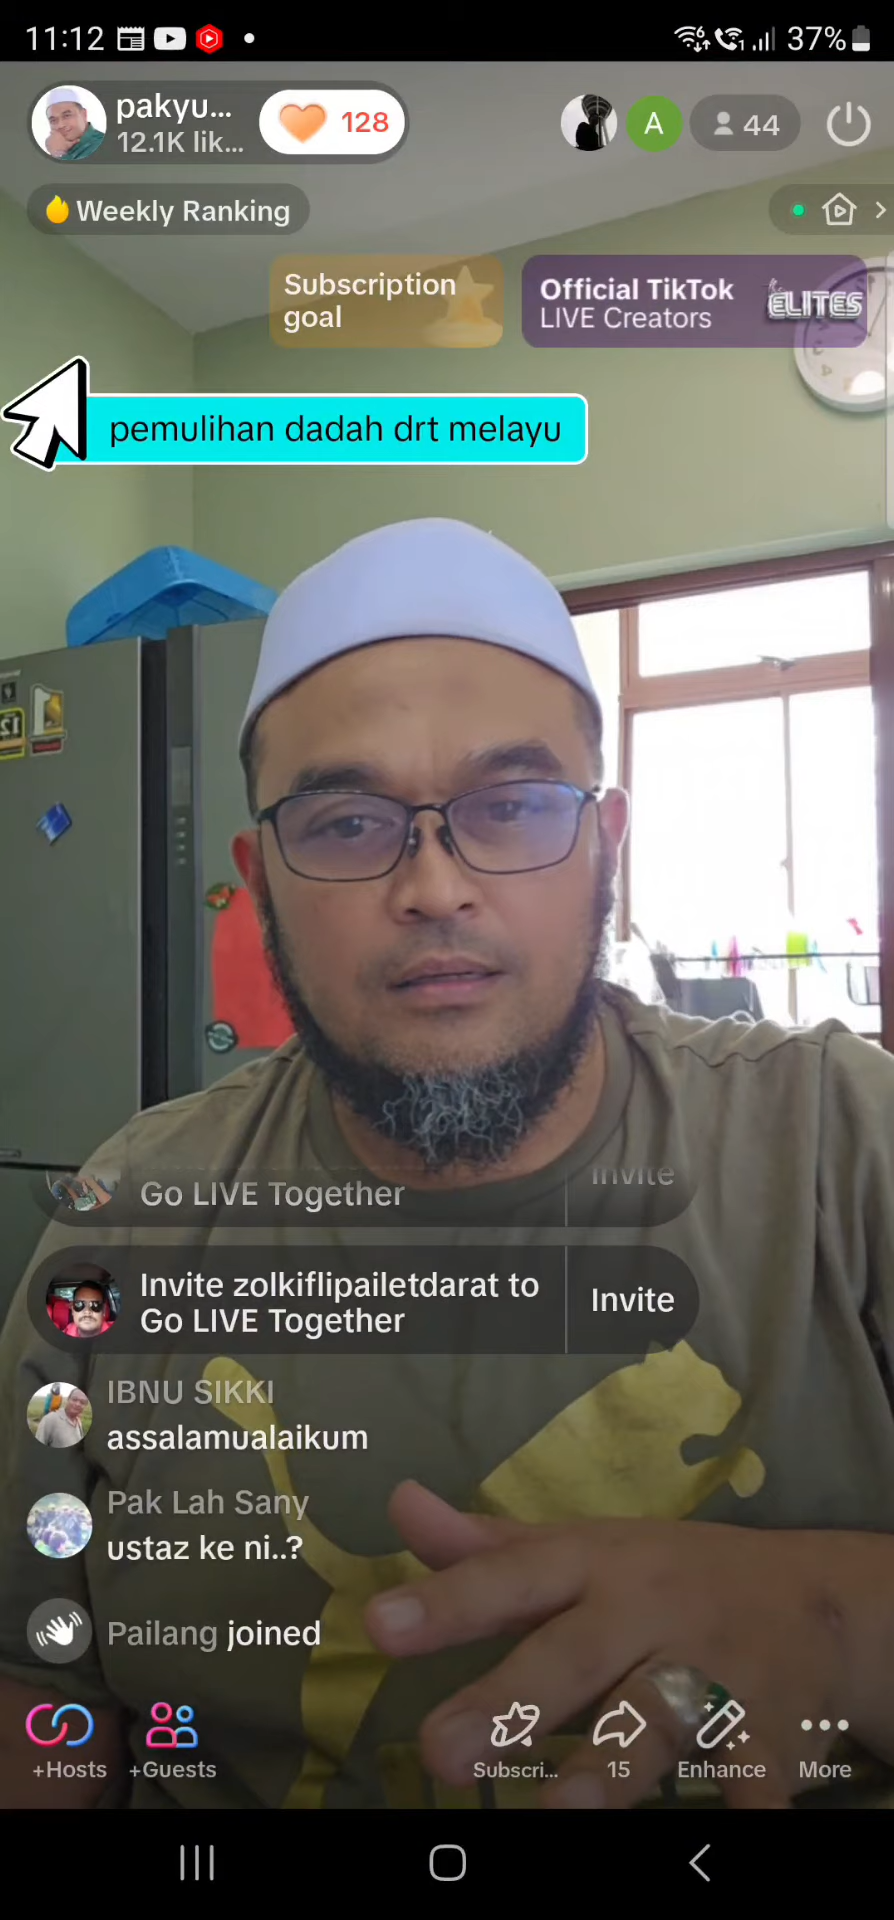 11:12
37%
pakyu...
12.1K lik...
128
A
44
Weekly Ranking
Subscription
goal
Official TikTok
LIVE Creators
the
ELITES
pemulihan dadah drt melayu
Invite
Go LIVE Together
Invite zolkiflipailetdarat to
Go LIVE Together
Invite
IBNU SIKKI
assalamualaikum
Pak Lah Sany
ustaz ke ni..?
Pailang joined
+Hosts
+Guests
Subscri...
15
Enhance
More